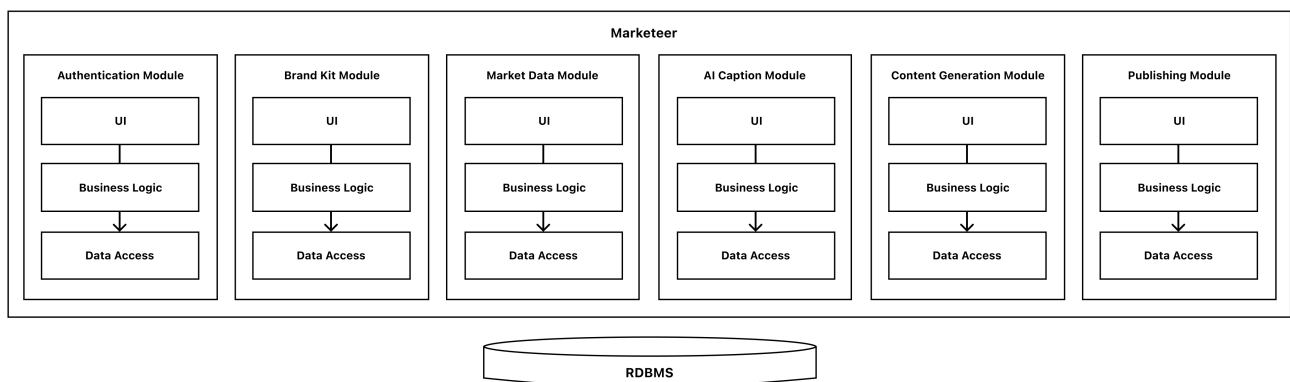 Marketeer
Authentication Module
UI
Business Logic
Data Access
Brand Kit Module
UI
Business Logic
Data Access
Market Data Module
UI
Business Logic
Data Access
AI Caption Module
UI
Business Logic
Data Access
Content Generation Module
UI
Business Logic
Data Access
Publishing Module
UI
Business Logic
Data Access
RDBMS